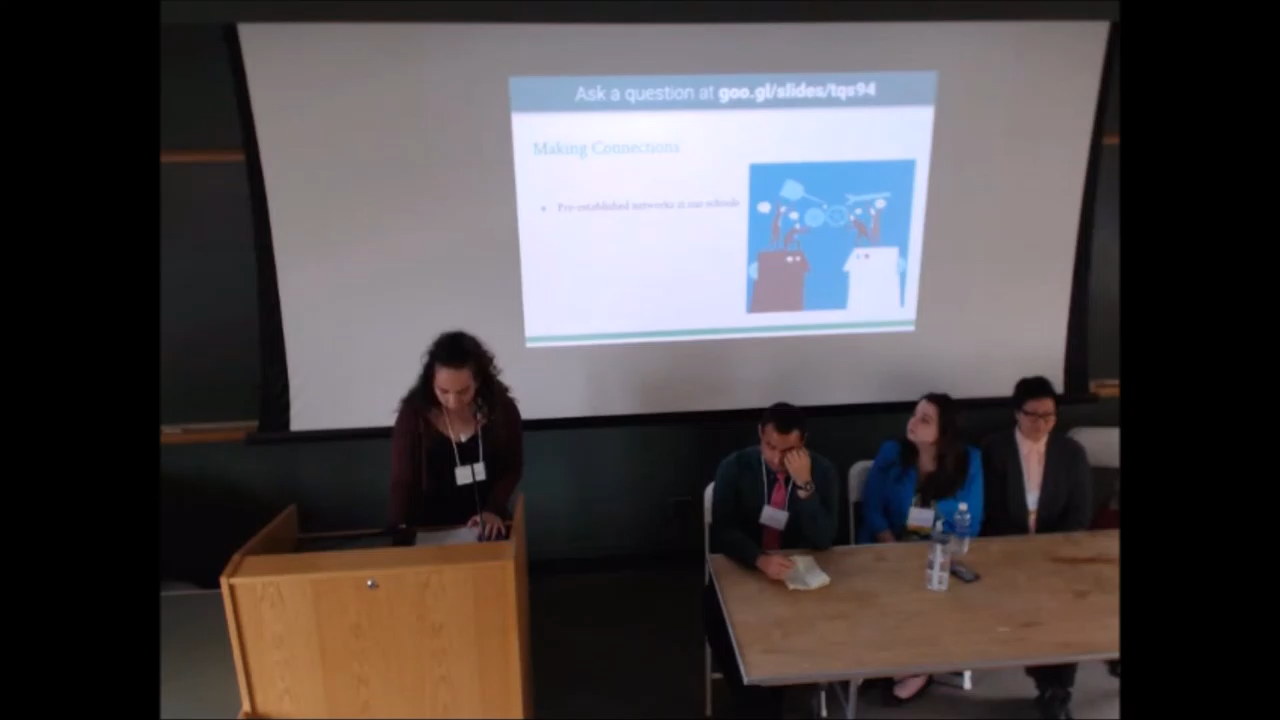 Ask a question at goo.gl/slides/tqs94
Making Connections
Pre-established networks at our schools